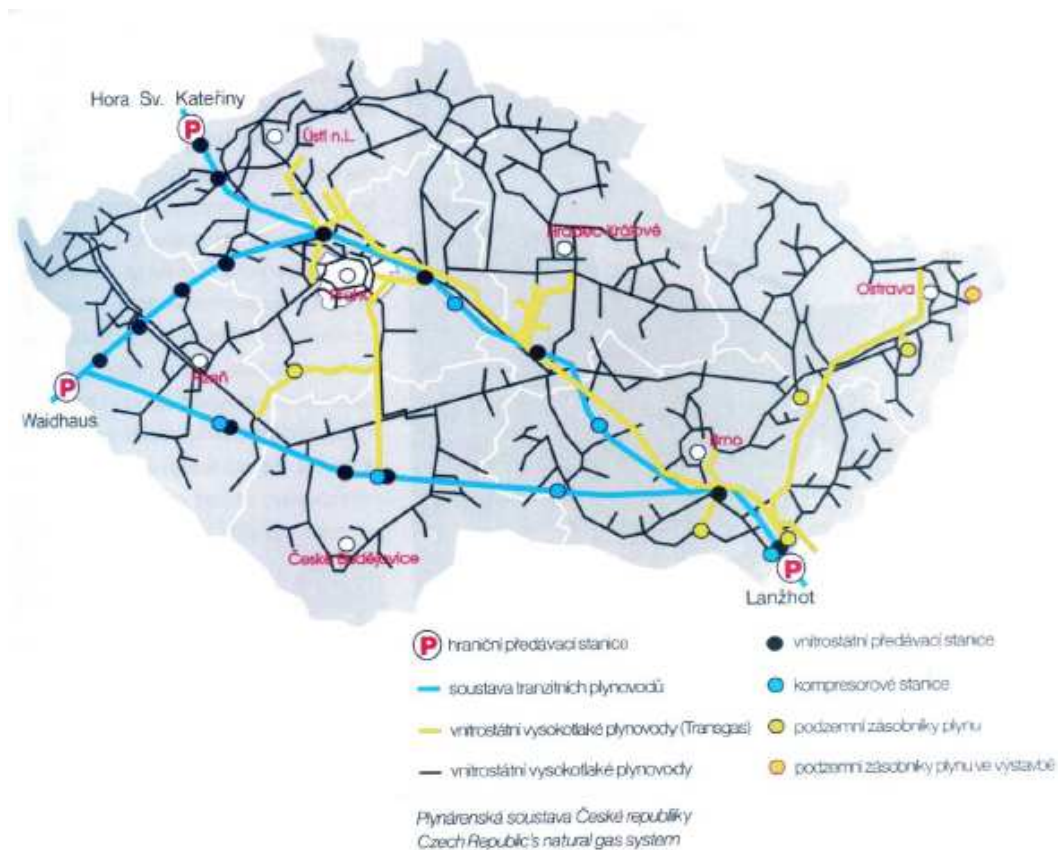 Hora Sv. Kateřiny
P
Ústí n.L.
Hradec Králové
Praha
Ostrava
Plzeň
P
Waidhaus
Brno
České Budějovice
P
Lanžhot
P hraniční předávací stanice
vnitrostátní předávací stanice
soustava tranzitních plynovodů
kompresorové stanice
vnitrostátní vysokotlaké plynovody (Transgas)
podzemní zásobníky plynu
vnitrostátní vysokotlaké plynovody
podzemní zásobníky plynu ve výstavbě
Plynárenská soustava České republiky
Czech Republic's natural gas system